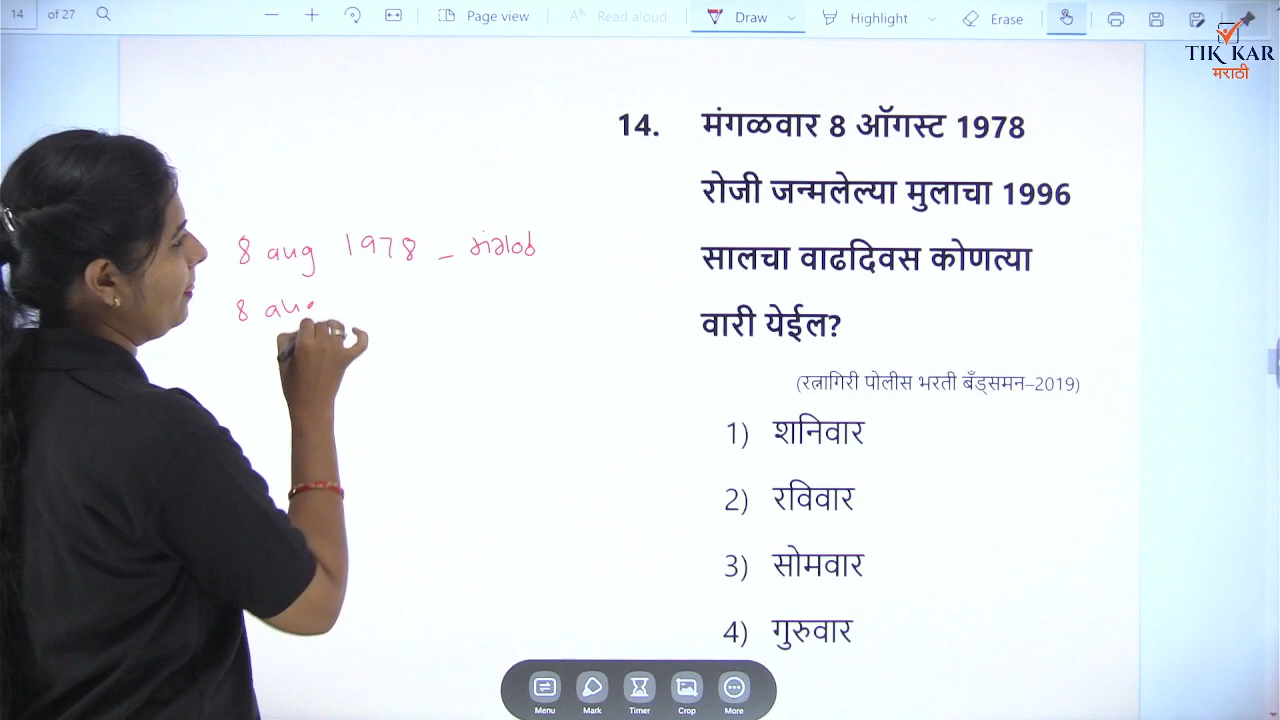 14 of 27 Page view Read aloud Draw Highlight Erase
TIK KAR
मराठी
14. मंगळवार 8 ऑगस्ट 1978
रोजी जन्मलेल्या मुलाचा 1996
सालचा वाढदिवस कोणत्या
वारी येईल?
(रत्नागिरी पोलीस भरती बँड्समन–2019)
1) शनिवार
2) रविवार
3) सोमवार
4) गुरुवार
8 aug 1978 –
8 au
Menu Mark Timer Crop More